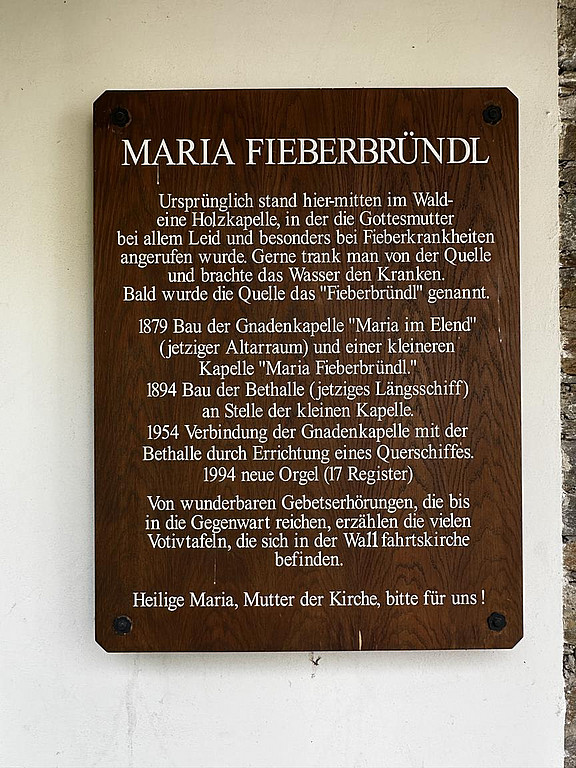 MARIA FIEBERBRÜNDL
Ursprünglich stand hier-mitten im Wald-
eine Holzkapelle, in der die Gottesmutter
bei allem Leid und besonders bei Fieberkrankheiten
angerufen wurde. Gerne trank man von der Quelle
und brachte das Wasser den Kranken.
Bald wurde die Quelle das "Fieberbründl" genannt.
1879 Bau der Gnadenkapelle "Maria im Elend"
(jetziger Altarraum) und einer kleineren
Kapelle "Maria Fieberbründl."
1894 Bau der Bethalle (jetziges Längsschiff)
an Stelle der kleinen Kapelle.
1954 Verbindung der Gnadenkapelle mit der
Bethalle durch Errichtung eines Querschiffes.
1994 neue Orgel (17 Register)
Von wunderbaren Gebetserhörungen, die bis
in die Gegenwart reichen, erzählen die vielen
Votivtafeln, die sich in der Wallfahrtskirche
befinden.
Heilige Maria, Mutter der Kirche, bitte für uns!